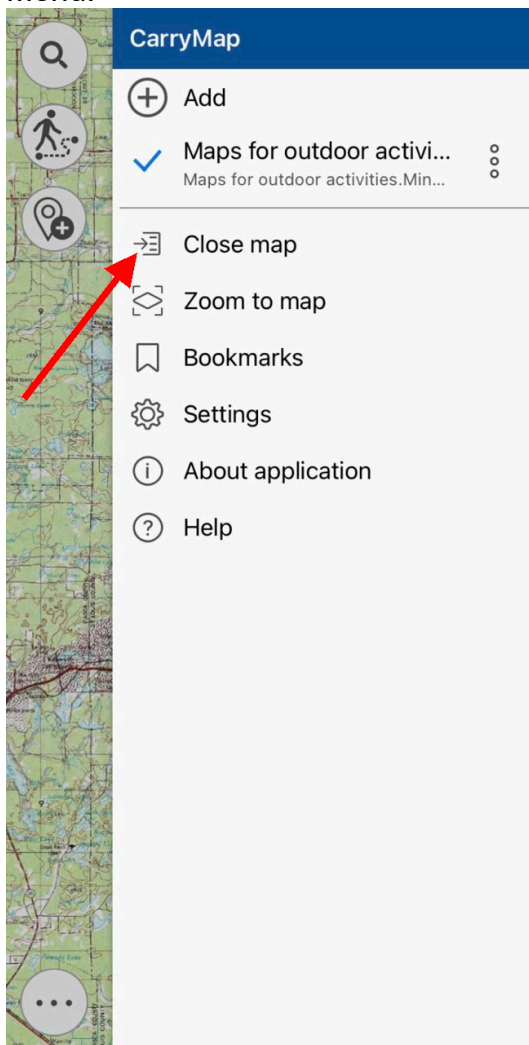 CarryMap
Add
Maps for outdoor activi...
Maps for outdoor activities.Min...
Close map
Zoom to map
Bookmarks
Settings
About application
Help